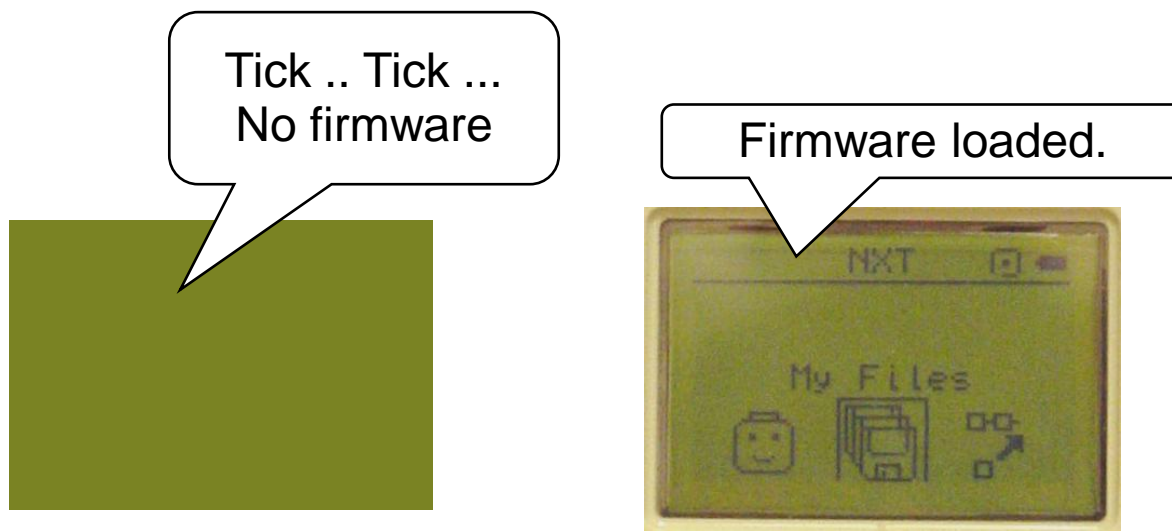 Tick .. Tick ...
No firmware
Firmware loaded.
NXT
My Files